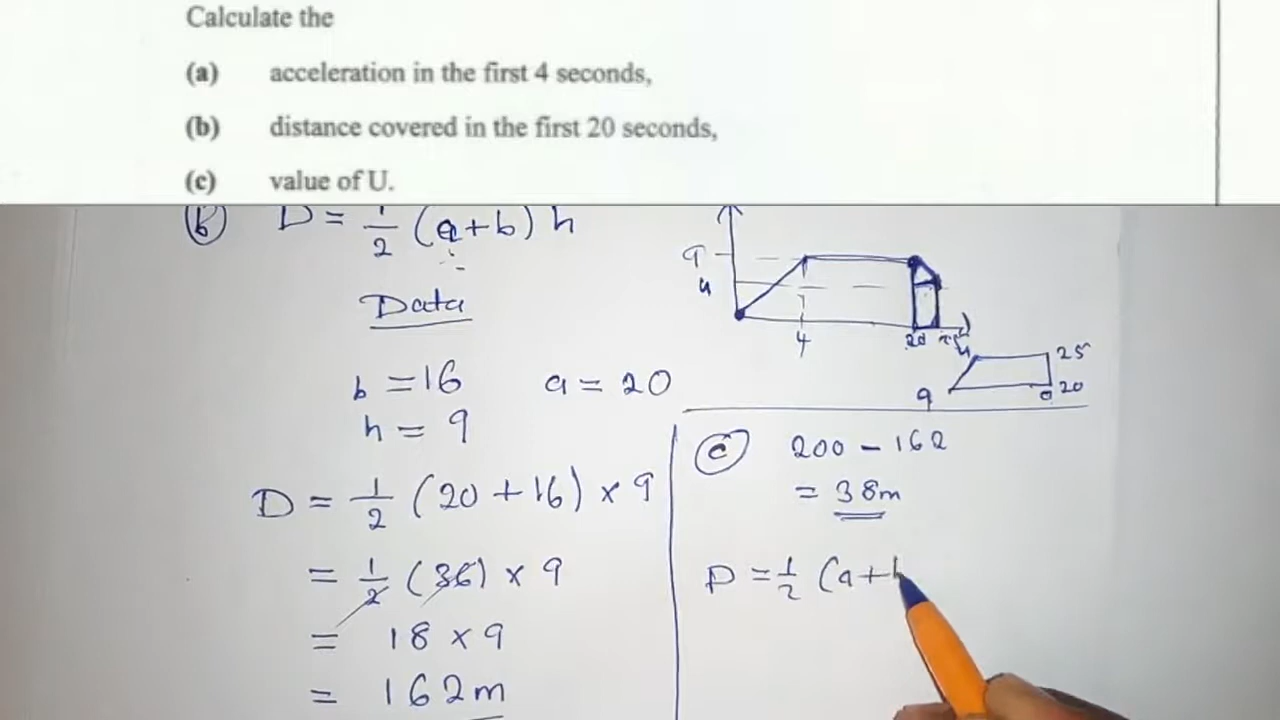 Calculate the
(a) acceleration in the first 4 seconds,
(b) distance covered in the first 20 seconds,
(c) value of U.
(b) D = 1/2 (a+b) h
Data
b = 16 a = 20
h = 9
D = 1/2 (20 + 16) × 9
= 1/2 (36) × 9
= 18 × 9
= 162m
9
u
4
20
u 25
9 20
(c) 200 - 162
= 38m
D = 1/2 (a+b